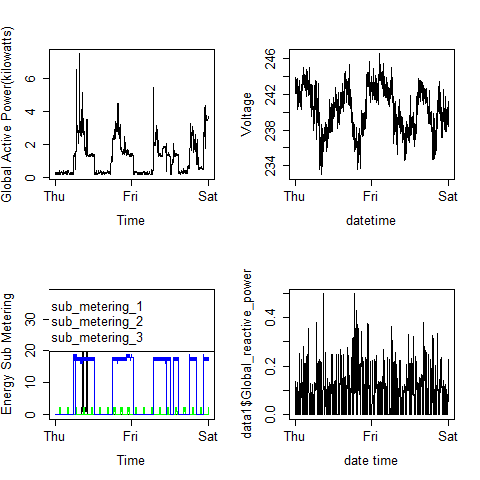 Global Active Power(kilowatts)
0 2 4 6
Thu Fri Sat
Time
Voltage
234 238 242 246
Thu Fri Sat
datetime
Energy Sub Metering
0 10 20 30
sub_metering_1
sub_metering_2
sub_metering_3
Thu Fri Sat
Time
data1$Global_reactive_power
0.0 0.2 0.4
Thu Fri Sat
date time